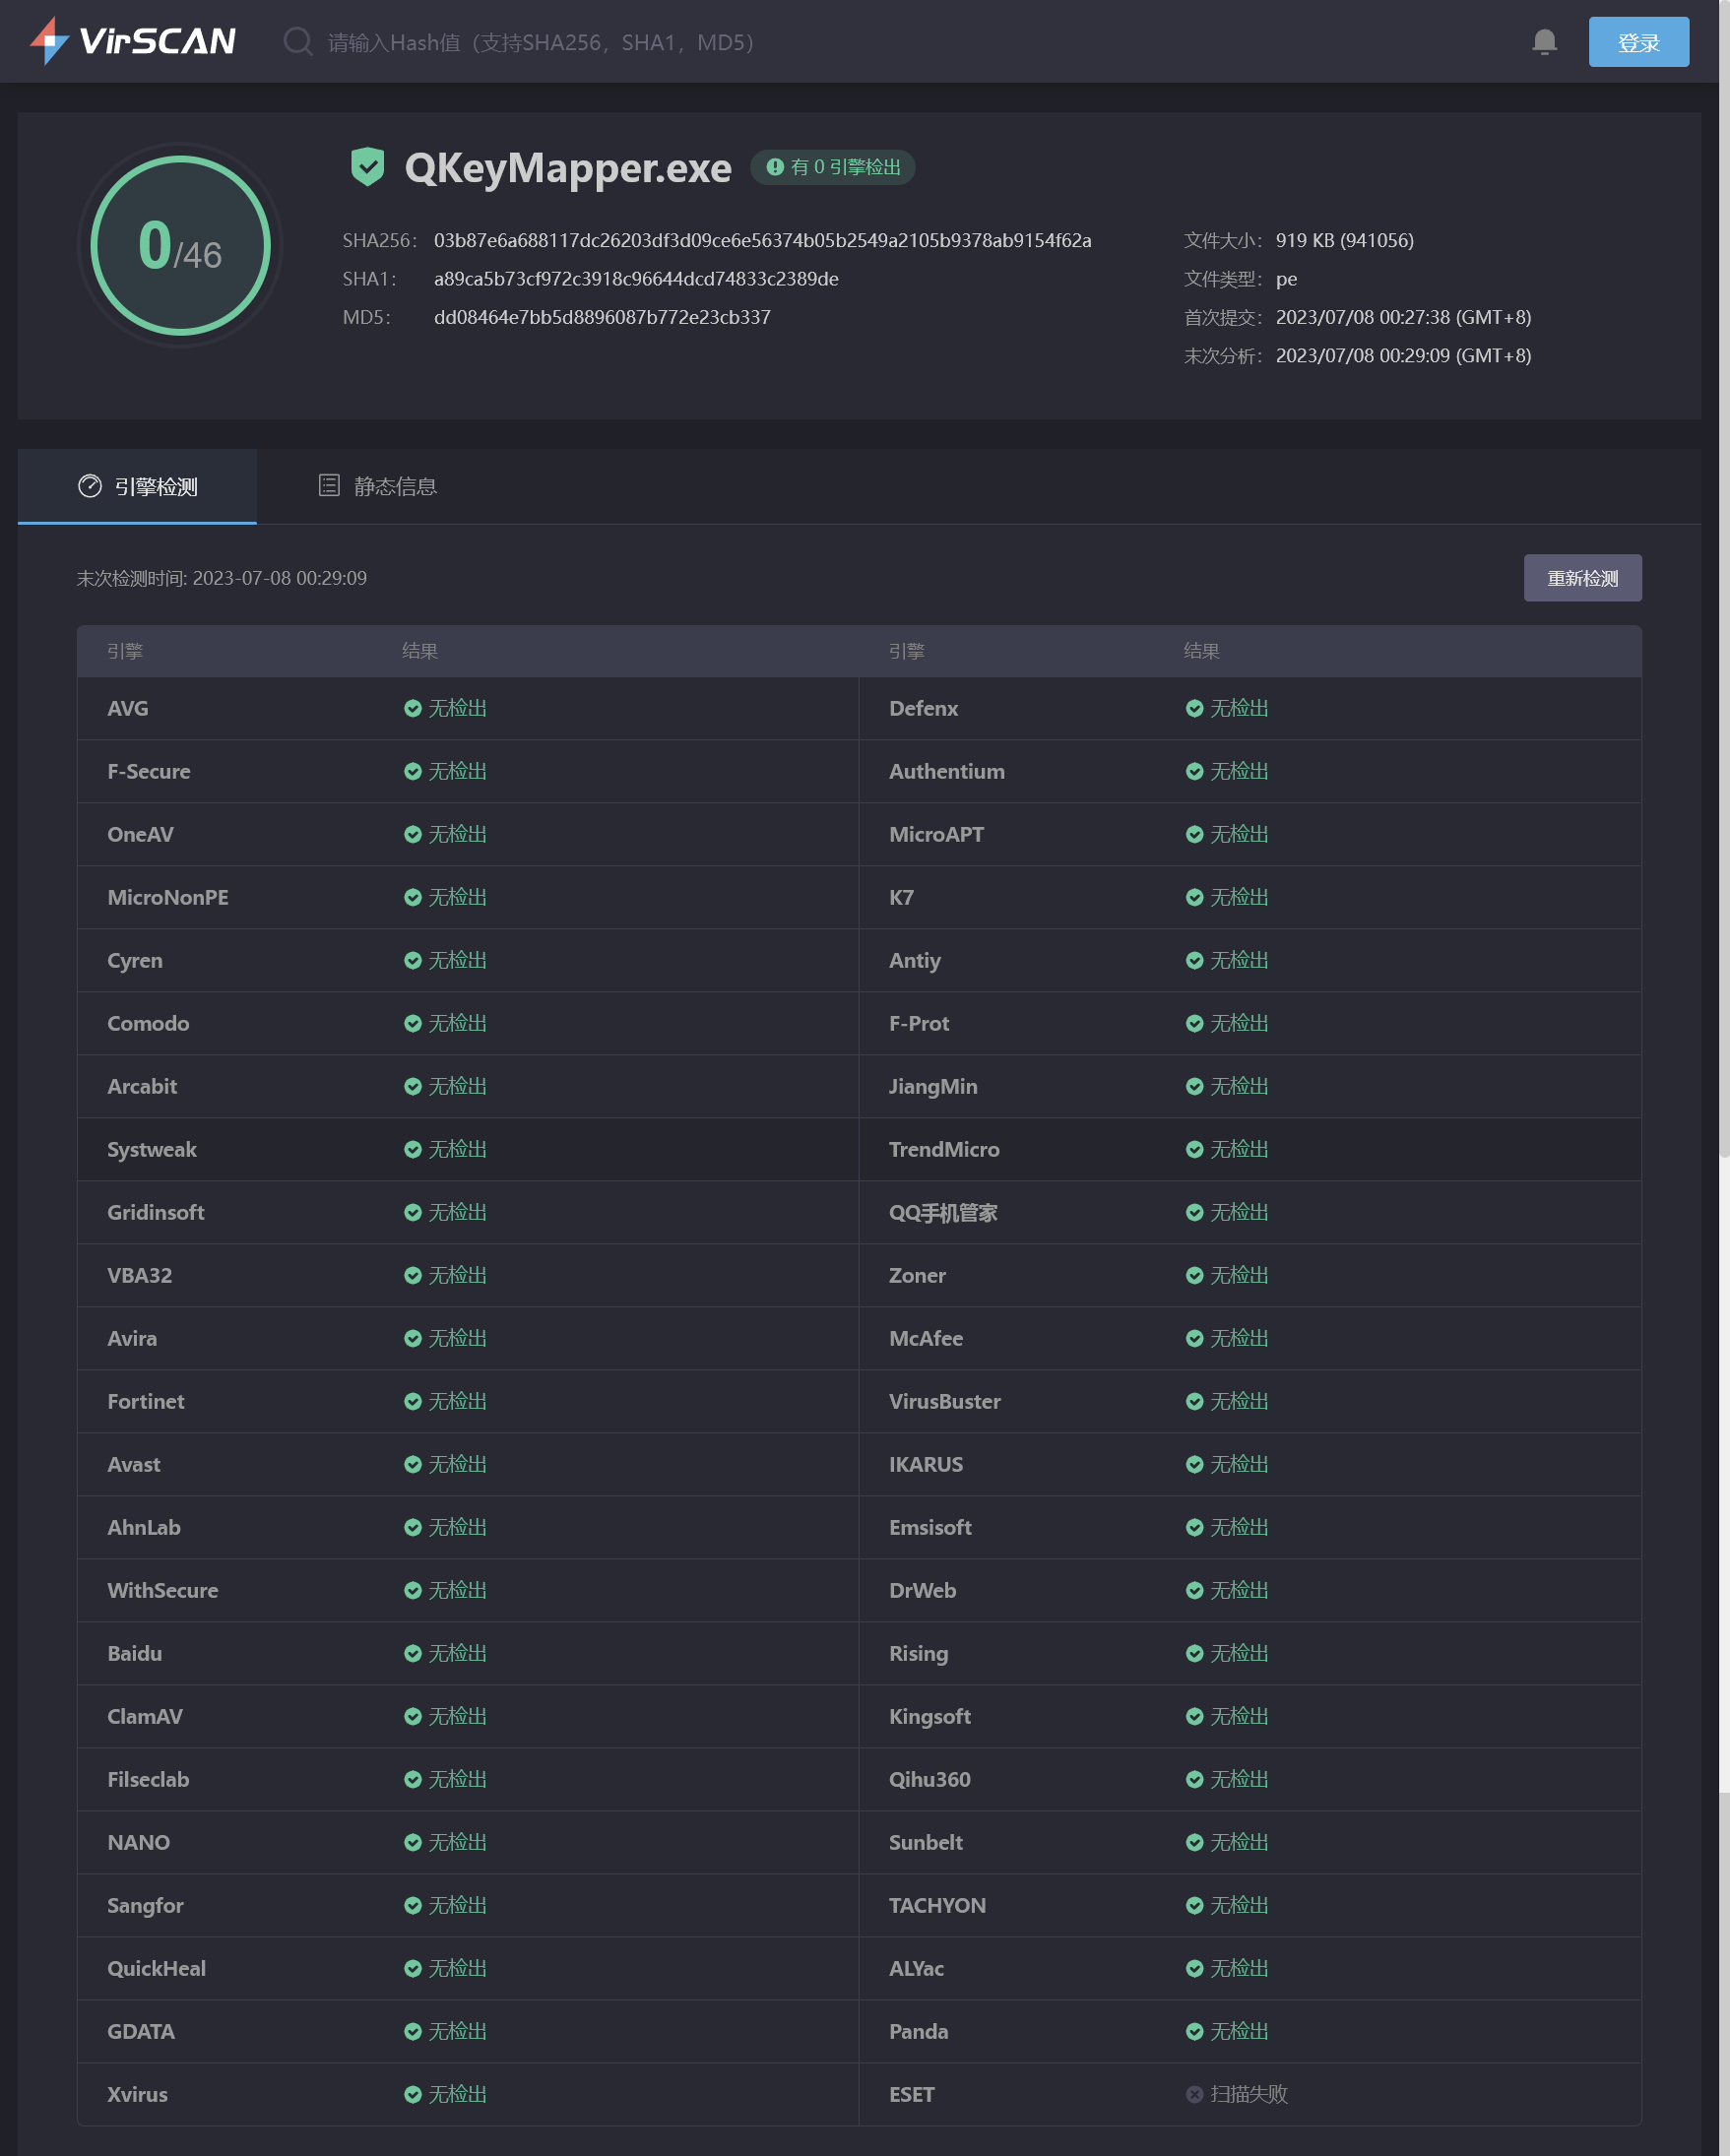 VirSCAN
请输入Hash值（支持SHA256，SHA1，MD5）
登录
QKeyMapper.exe
有 0 引擎检出
0/46
SHA256： 03b87e6a688117dc26203df3d09ce6e56374b05b2549a2105b9378ab9154f62a
文件大小： 919 KB (941056)
SHA1： a89ca5b73cf972c3918c96644dcd74833c2389de
文件类型： pe
MD5： dd08464e7bb5d8896087b772e23cb337
首次提交： 2023/07/08 00:27:38 (GMT+8)
末次分析： 2023/07/08 00:29:09 (GMT+8)
引擎检测 静态信息
末次检测时间: 2023-07-08 00:29:09
重新检测
引擎 结果 引擎 结果
AVG 无检出 Defenx 无检出
F-Secure 无检出 Authentium 无检出
OneAV 无检出 MicroAPT 无检出
MicroNonPE 无检出 K7 无检出
Cyren 无检出 Antiy 无检出
Comodo 无检出 F-Prot 无检出
Arcabit 无检出 JiangMin 无检出
Systweak 无检出 TrendMicro 无检出
Gridinsoft 无检出 QQ手机管家 无检出
VBA32 无检出 Zoner 无检出
Avira 无检出 McAfee 无检出
Fortinet 无检出 VirusBuster 无检出
Avast 无检出 IKARUS 无检出
AhnLab 无检出 Emsisoft 无检出
WithSecure 无检出 DrWeb 无检出
Baidu 无检出 Rising 无检出
ClamAV 无检出 Kingsoft 无检出
Filseclab 无检出 Qihu360 无检出
NANO 无检出 Sunbelt 无检出
Sangfor 无检出 TACHYON 无检出
QuickHeal 无检出 ALYac 无检出
GDATA 无检出 Panda 无检出
Xvirus 无检出 ESET 扫描失败